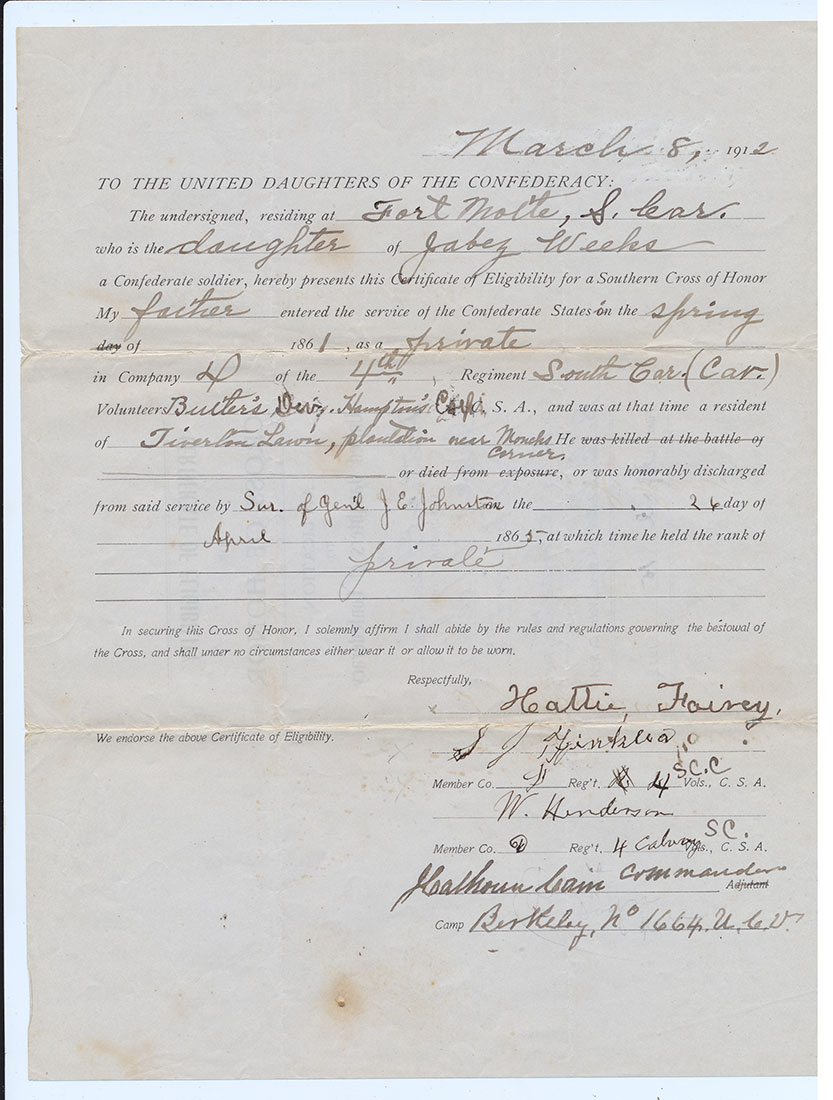 March 8, 1912
TO THE UNITED DAUGHTERS OF THE CONFEDERACY:
The undersigned, residing at Fort Motte, S. Car.
who is the daughter of Jabez Weeks
a Confederate soldier, hereby presents this Certificate of Eligibility for a Southern Cross of Honor
My father entered the service of the Confederate States in the spring
day of 1861, as a private
in Company D of the 4th Regiment South Car. (Cav.)
Volunteers Butler's Div. Hampton's C. S. A., and was at that time a resident
of Tiverton Lawn, plantation near Moncks He was killed at the battle of
Corner.
or died from exposure, or was honorably discharged
from said service by Sur. of Gen'l J. E. Johnston on the 26 day of
April 1865, at which time he held the rank of
private
In securing this Cross of Honor, I solemnly affirm I shall abide by the rules and regulations governing the bestowal of
the Cross, and shall under no circumstances either wear it or allow it to be worn.
Respectfully,
Hattie Fairey,
We endorse the above Certificate of Eligibility.
J Finklea
S C. C
Member Co. Reg't. 4 Vols., C. S. A.
W. Henderson
SC.
Member Co. D Reg't. 4 Calvary Vols., C. S. A.
Calhoun Cain Commander Adjutant
Camp Berkeley, No 1664. U. C. V.